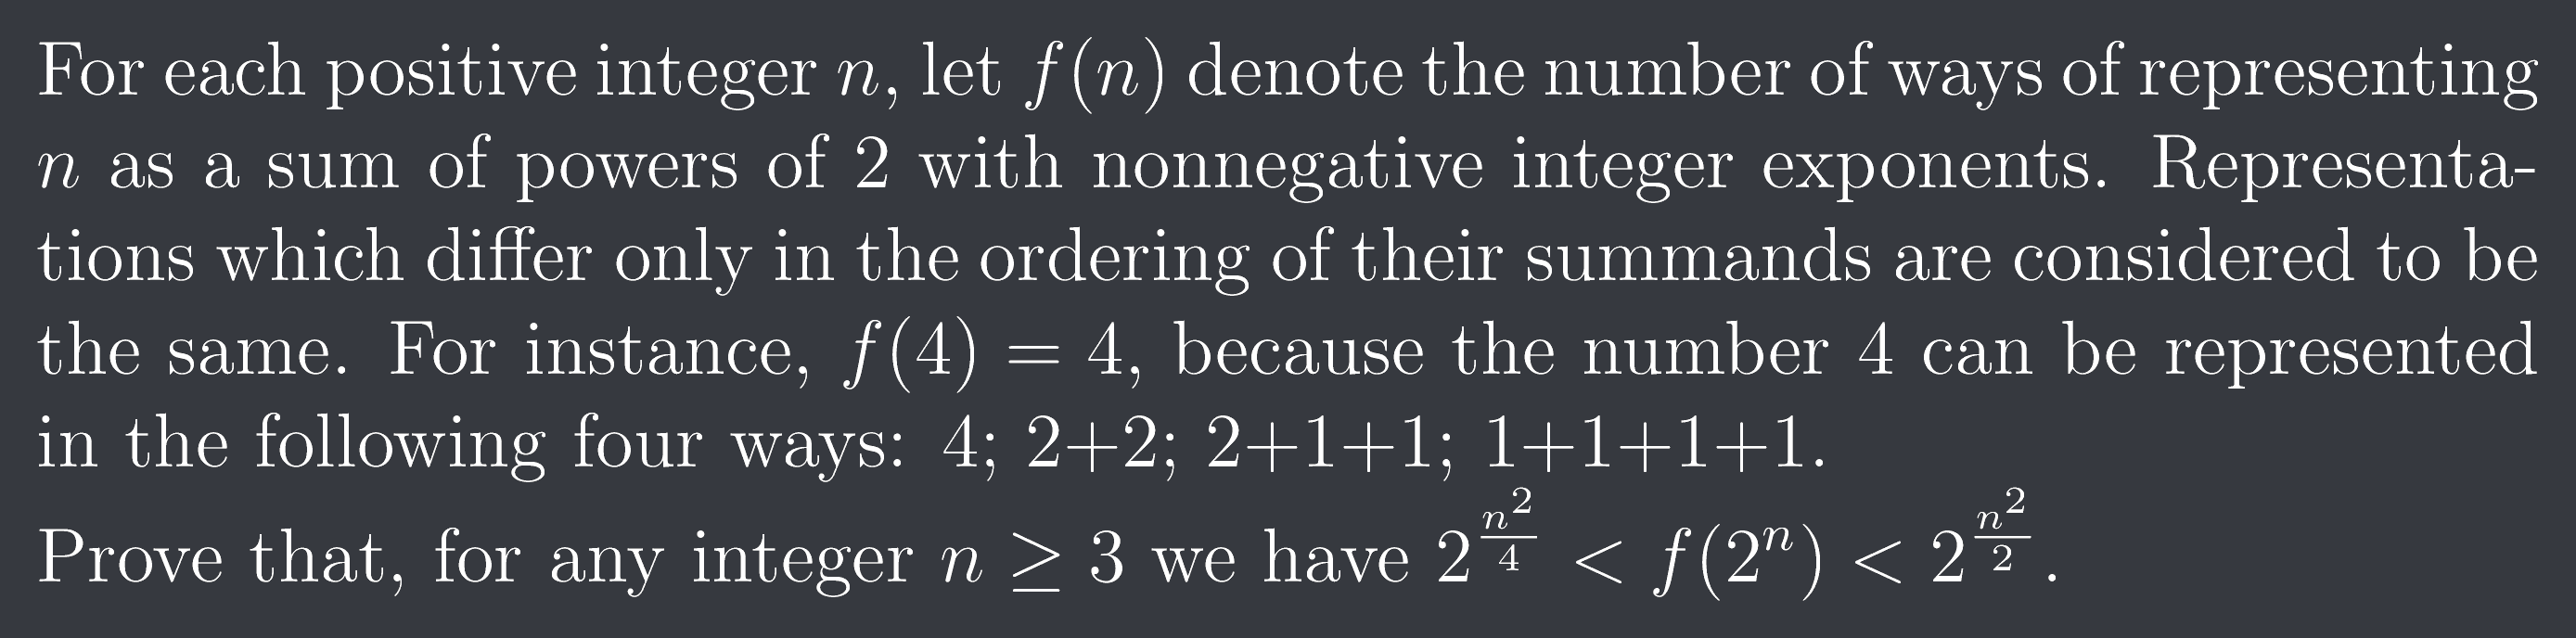 For each positive integer n, let f(n) denote the number of ways of representing
n as a sum of powers of 2 with nonnegative integer exponents. Representa-
tions which differ only in the ordering of their summands are considered to be
the same. For instance, f(4) = 4, because the number 4 can be represented
in the following four ways: 4; 2+2; 2+1+1; 1+1+1+1.
Prove that, for any integer n ≥ 3 we have 2^{\frac{n^2}{4}} < f(2^n) < 2^{\frac{n^2}{2}}.